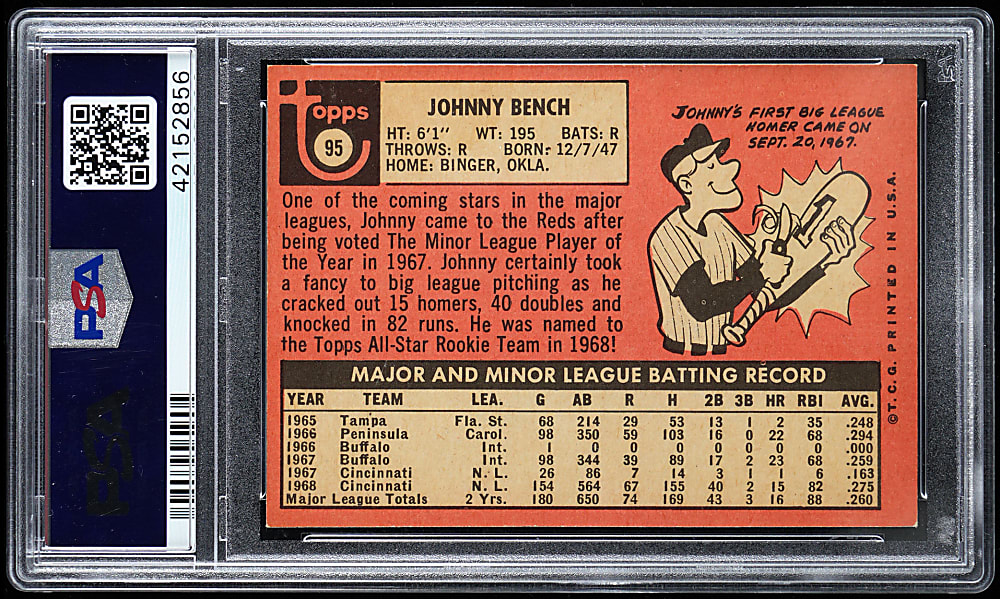 42152856
PSA
PSA
topps
95
JOHNNY BENCH
HT: 6'1" WT: 195 BATS: R
THROWS: R BORN: 12/7/47
HOME: BINGER, OKLA.
One of the coming stars in the major
leagues, Johnny came to the Reds after
being voted The Minor League Player of
the Year in 1967. Johnny certainly took
a fancy to big league pitching as he
cracked out 15 homers, 40 doubles and
knocked in 82 runs. He was named to
the Topps All-Star Rookie Team in 1968!
JOHNNY'S FIRST BIG LEAGUE
HOMER CAME ON
SEPT. 20, 1967.
1
©T.C.G. PRINTED IN U.S.A.
MAJOR AND MINOR LEAGUE BATTING RECORD
YEAR TEAM LEA. G AB R H 2B 3B HR RBI AVG.
1965 Tampa Fla. St. 68 214 29 53 13 1 2 35 .248
1966 Peninsula Carol. 98 350 59 103 16 0 22 68 .294
1966 Buffalo Int. 1 0 0 0 0 0 0 0 .000
1967 Buffalo Int. 98 344 39 89 17 2 23 68 .259
1967 Cincinnati N. L. 26 86 7 14 3 1 1 6 .163
1968 Cincinnati N. L. 154 564 67 155 40 2 15 82 .275
Major League Totals 2 Yrs. 180 650 74 169 43 3 16 88 .260